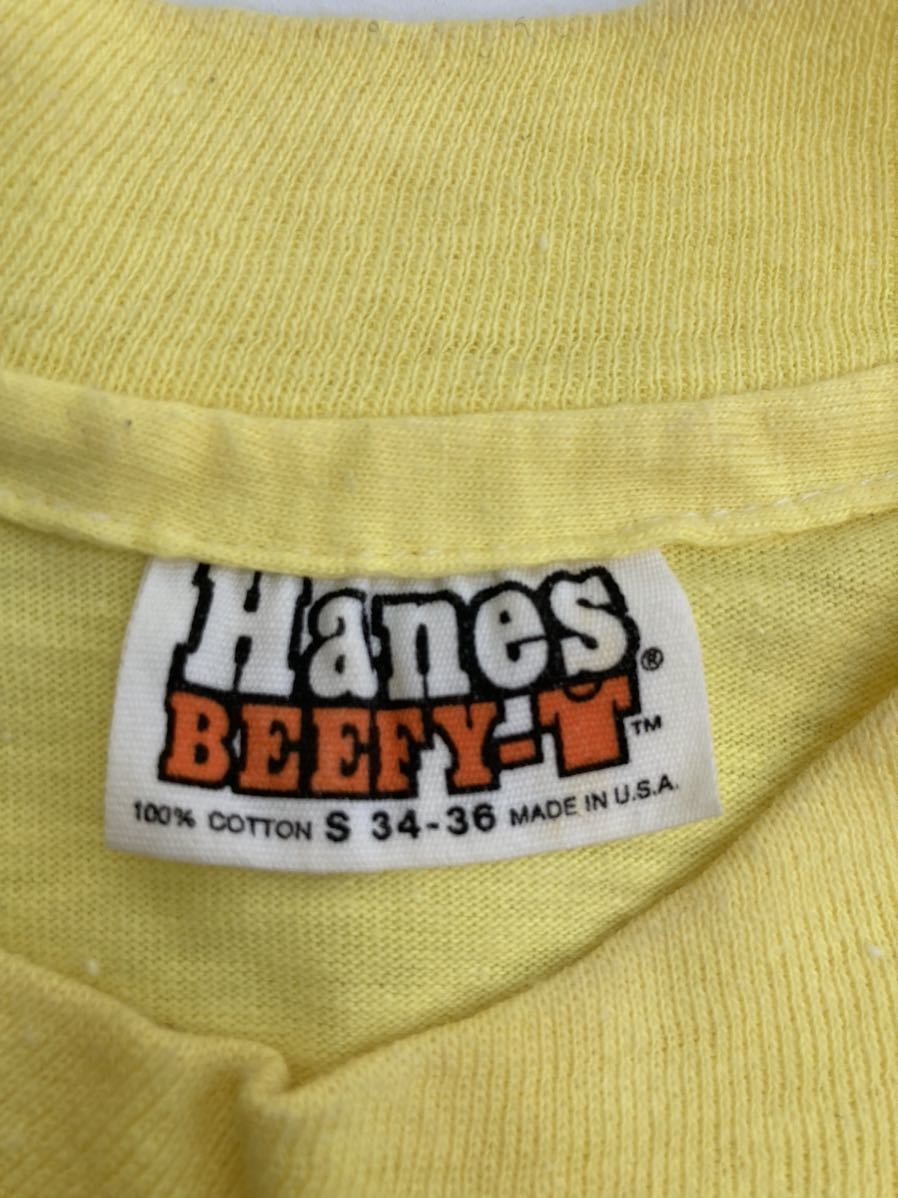 Hanes®
BEEFY-T™
100% COTTON S 34-36 MADE IN U.S.A.